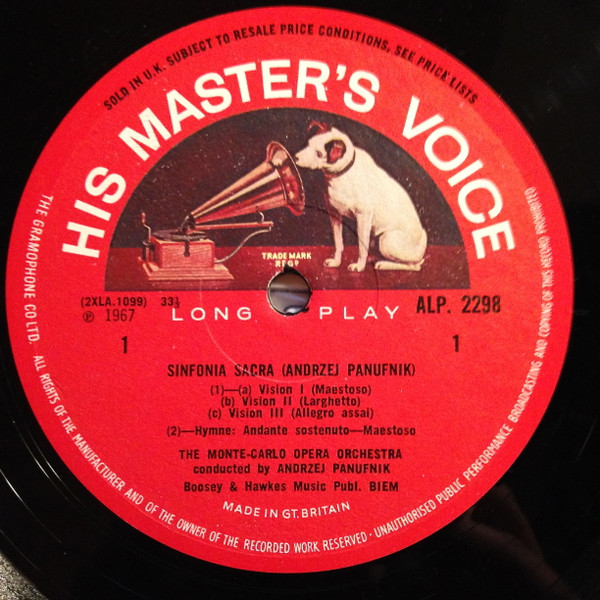 SOLD IN U.K. SUBJECT TO RESALE PRICE CONDITIONS, SEE PRICE LISTS
HIS MASTER'S VOICE
TRADE MARK
REGD
(2XLA.1099) 33⅓
℗ 1967
LONG PLAY
ALP. 2298
1
1
SINFONIA SACRA (ANDRZEJ PANUFNIK)
(1)—(a) Vision I (Maestoso)
(b) Vision II (Larghetto)
(c) Vision III (Allegro assai)
(2)—Hymne: Andante sostenuto—Maestoso
THE MONTE-CARLO OPERA ORCHESTRA
conducted by ANDRZEJ PANUFNIK
Boosey & Hawkes Music Publ. BIEM
MADE IN GT. BRITAIN
THE GRAMOPHONE CO LTD. ALL RIGHTS OF THE MANUFACTURER AND OF THE OWNER OF THE RECORDED WORK RESERVED · UNAUTHORISED PUBLIC PERFORMANCE BROADCASTING AND COPYING OF THIS RECORD PROHIBITED